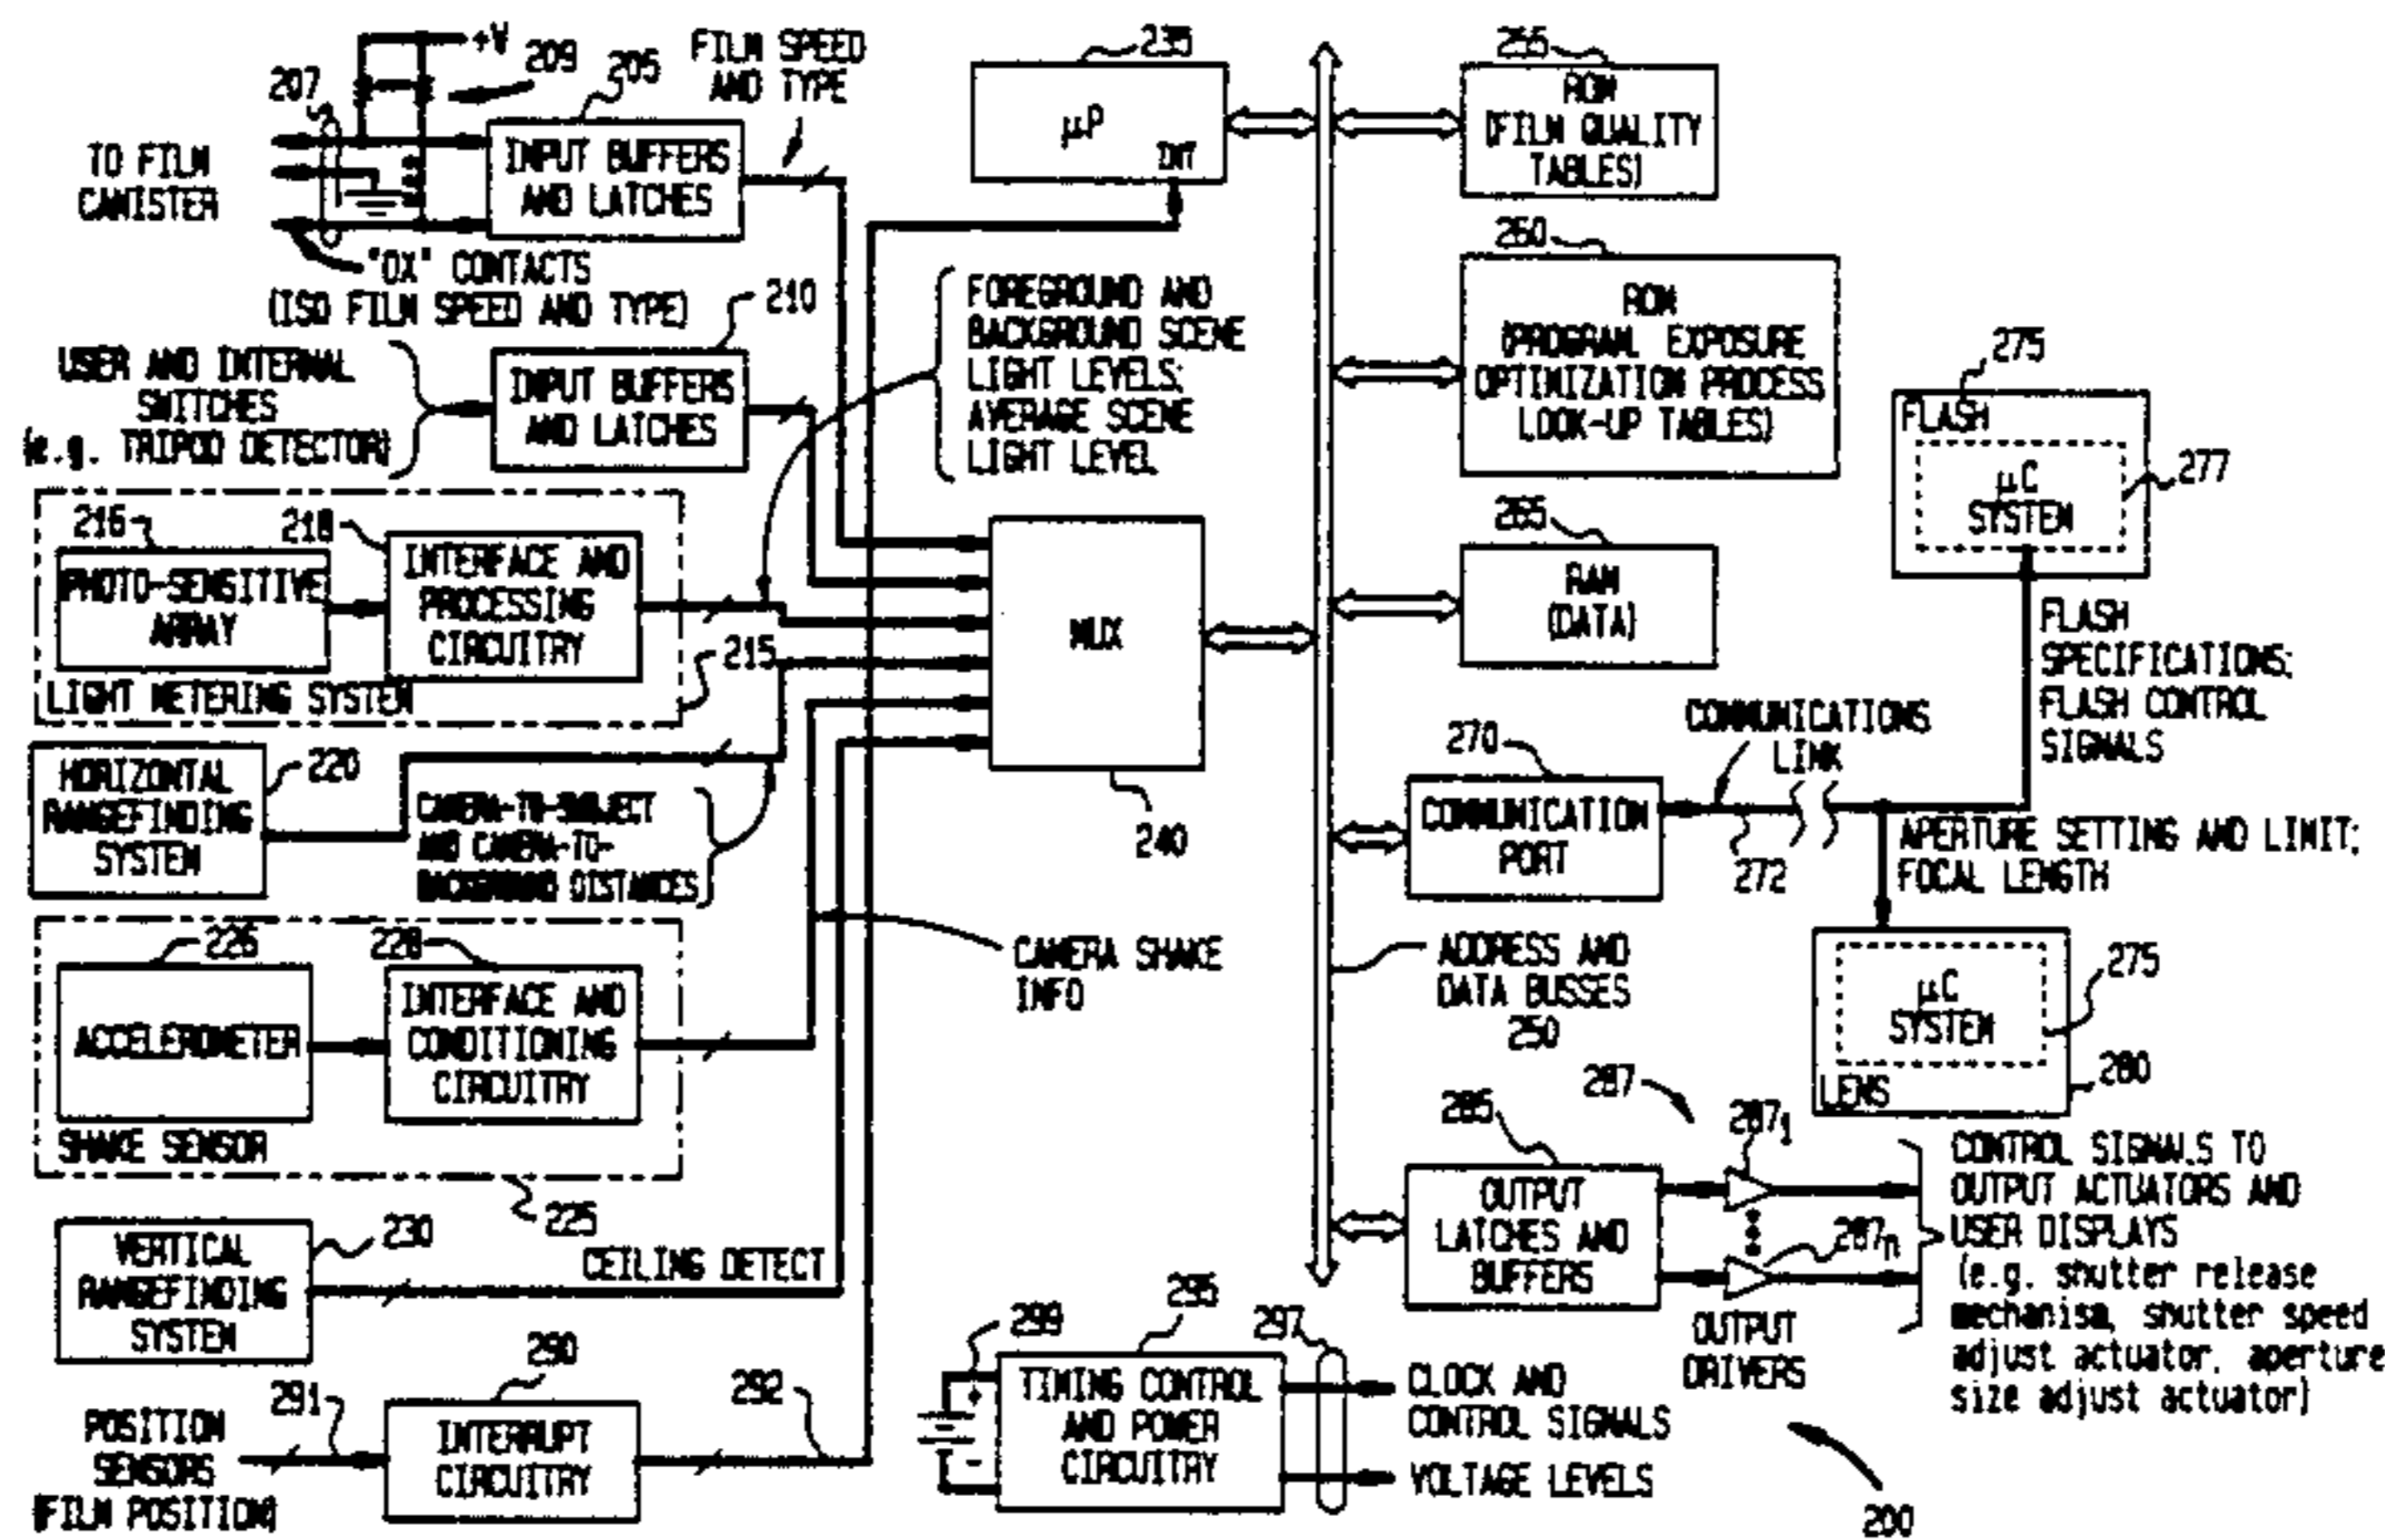 +V
209
205
FILM SPEED
AND TYPE
207
TO FILM
CANISTER
INPUT BUFFERS
AND LATCHES
"DX" CONTACTS
(ISO FILM SPEED AND TYPE)
210
USER AND INTERNAL
SWITCHES
(e.g. TRIPOD DETECTOR)
INPUT BUFFERS
AND LATCHES
216
218
PHOTO-SENSITIVE
ARRAY
INTERFACE AND
PROCESSING
CIRCUITRY
215
LIGHT METERING SYSTEM
HORIZONTAL
RANGEFINDING
SYSTEM
220
CAMERA-TO-SUBJECT
AND CAMERA-TO-
BACKGROUND DISTANCES
226
228
ACCELEROMETER
INTERFACE AND
CONDITIONING
CIRCUITRY
SHAKE SENSOR
225
VERTICAL
RANGEFINDING
SYSTEM
230
CEILING DETECT
290
291
292
POSITION
SENSORS
(FILM POSITION)
INTERRUPT
CIRCUITRY
235
μP
INT
FOREGROUND AND
BACKGROUND SCENE
LIGHT LEVELS;
AVERAGE SCENE
LIGHT LEVEL
MUX
240
CAMERA SHAKE
INFO
299
295
297
TIMING CONTROL
AND POWER
CIRCUITRY
+
-
CLOCK AND
CONTROL SIGNALS
VOLTAGE LEVELS
255
ROM
(FILM QUALITY
TABLES)
260
ROM
(PROGRAM, EXPOSURE
OPTIMIZATION PROCESS
LOOK-UP TABLES)
265
RAM
(DATA)
270
COMMUNICATION
PORT
COMMUNICATIONS
LINK
272
275
FLASH
μC
SYSTEM
277
FLASH
SPECIFICATIONS;
FLASH CONTROL
SIGNALS
APERTURE SETTING AND LIMIT;
FOCAL LENGTH
μC
SYSTEM
275
LENS
280
ADDRESS AND
DATA BUSSES
250
287
285
287₁
287ₙ
OUTPUT
LATCHES AND
BUFFERS
OUTPUT
DRIVERS
CONTROL SIGNALS TO
OUTPUT ACTUATORS AND
USER DISPLAYS
(e.g. shutter release
mechanism, shutter speed
adjust actuator, aperture
size adjust actuator)
200